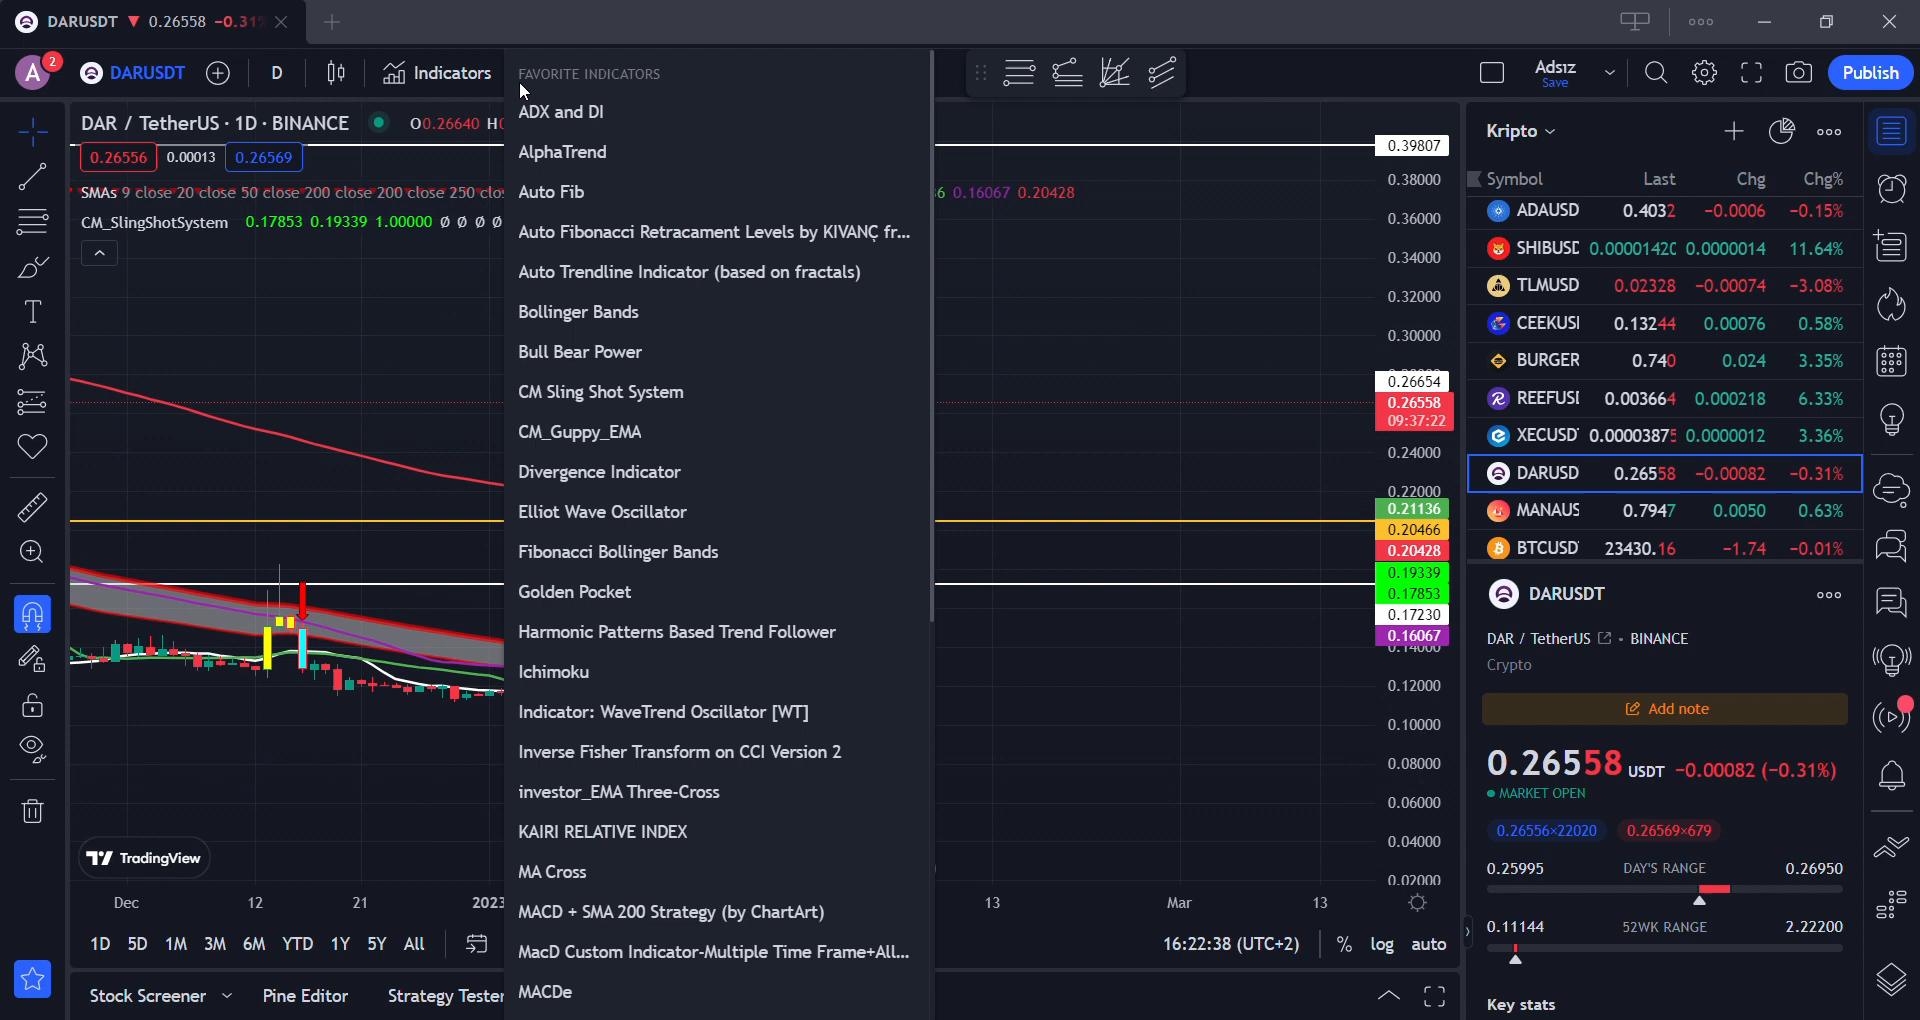 DARUSDT ▼ 0.26558 -0.31%
A 2 DARUSDT D Indicators
Adsız
Save
Publish
DAR / TetherUS · 1D · BINANCE
O0.26640
0.26556 0.00013 0.26569
SMAs 9 close 20 close 50 close 200 close 200 close 250
6 0.16067 0.20428
CM_SlingShotSystem 0.17853 0.19339 1.00000 Ø Ø Ø Ø
FAVORITE INDICATORS
ADX and DI
AlphaTrend
Auto Fib
Auto Fibonacci Retracament Levels by KIVANÇ fr...
Auto Trendline Indicator (based on fractals)
Bollinger Bands
Bull Bear Power
CM Sling Shot System
CM_Guppy_EMA
Divergence Indicator
Elliot Wave Oscillator
Fibonacci Bollinger Bands
Golden Pocket
Harmonic Patterns Based Trend Follower
Ichimoku
Indicator: WaveTrend Oscillator [WT]
Inverse Fisher Transform on CCI Version 2
investor_EMA Three-Cross
KAIRI RELATIVE INDEX
MA Cross
MACD + SMA 200 Strategy (by ChartArt)
MacD Custom Indicator-Multiple Time Frame+All...
MACDe
0.39807
0.38000
0.36000
0.34000
0.32000
0.30000
0.26654
0.26558
09:37:22
0.24000
0.22000
0.21136
0.20466
0.20428
0.19339
0.17853
0.17230
0.16067
0.14000
0.12000
0.10000
0.08000
0.06000
0.04000
0.02000
TradingView
Dec 12 21 2023 13 Mar 13
1D 5D 1M 3M 6M YTD 1Y 5Y All
16:22:38 (UTC+2) % log auto
Stock Screener Pine Editor Strategy Tester
Kripto
Symbol Last Chg Chg%
ADAUSD 0.4032 -0.0006 -0.15%
SHIBUSD 0.0000142 0.0000014 11.64%
TLMUSD 0.02328 -0.00074 -3.08%
CEEKUS 0.13244 0.00076 0.58%
BURGER 0.740 0.024 3.35%
REEFUS 0.003664 0.000218 6.33%
XECUSD 0.00003875 0.0000012 3.36%
DARUSD 0.26558 -0.00082 -0.31%
MANAUS 0.7947 0.0050 0.63%
BTCUSD 23430.16 -1.74 -0.01%
DARUSDT
DAR / TetherUS · BINANCE
Crypto
Add note
0.26558 USDT -0.00082 (-0.31%)
MARKET OPEN
0.26556×22020 0.26569×679
0.25995 DAY'S RANGE 0.26950
0.11144 52WK RANGE 2.22200
Key stats